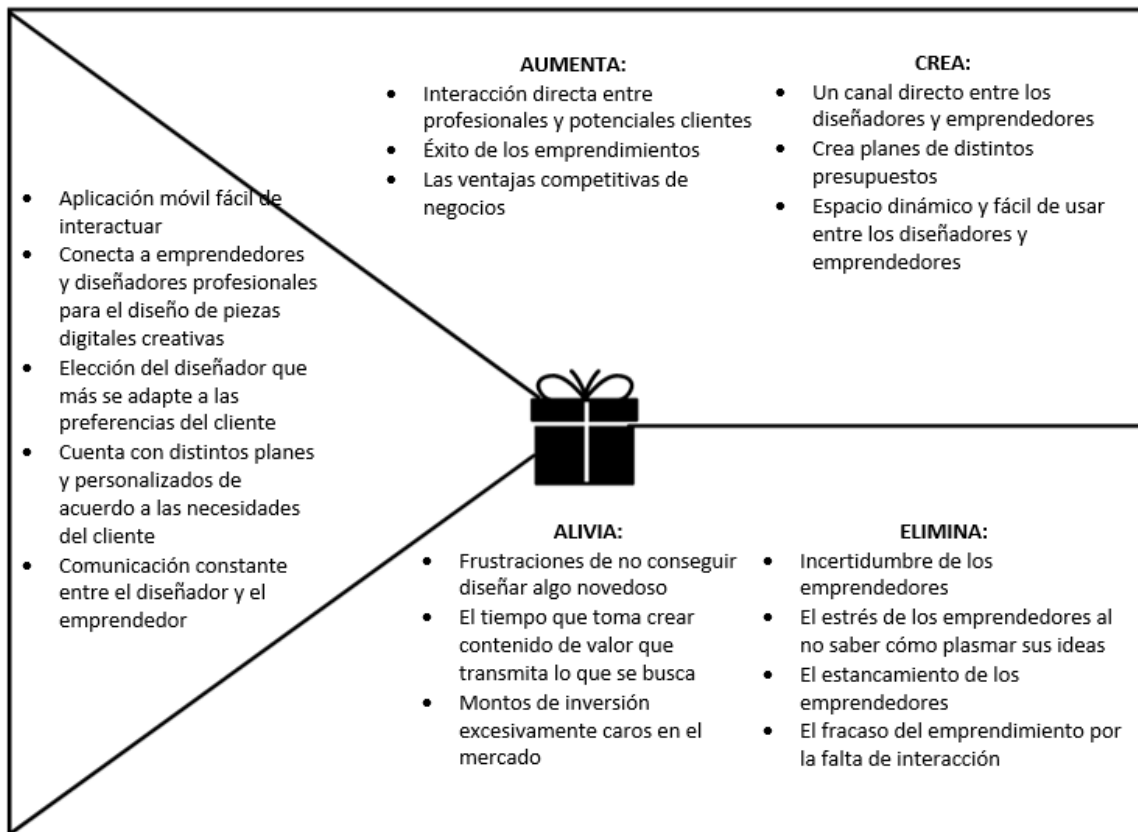 • Aplicación móvil fácil de
interactuar
• Conecta a emprendedores
y diseñadores profesionales
para el diseño de piezas
digitales creativas
• Elección del diseñador que
más se adapte a las
preferencias del cliente
• Cuenta con distintos planes
y personalizados de
acuerdo a las necesidades
del cliente
• Comunicación constante
entre el diseñador y el
emprendedor
AUMENTA:
• Interacción directa entre
profesionales y potenciales clientes
• Éxito de los emprendimientos
• Las ventajas competitivas de
negocios
CREA:
• Un canal directo entre los
diseñadores y emprendedores
• Crea planes de distintos
presupuestos
• Espacio dinámico y fácil de usar
entre los diseñadores y
emprendedores
ALIVIA:
• Frustraciones de no conseguir
diseñar algo novedoso
• El tiempo que toma crear
contenido de valor que
transmita lo que se busca
• Montos de inversión
excesivamente caros en el
mercado
ELIMINA:
• Incertidumbre de los
emprendedores
• El estrés de los emprendedores al
no saber cómo plasmar sus ideas
• El estancamiento de los
emprendedores
• El fracaso del emprendimiento por
la falta de interacción